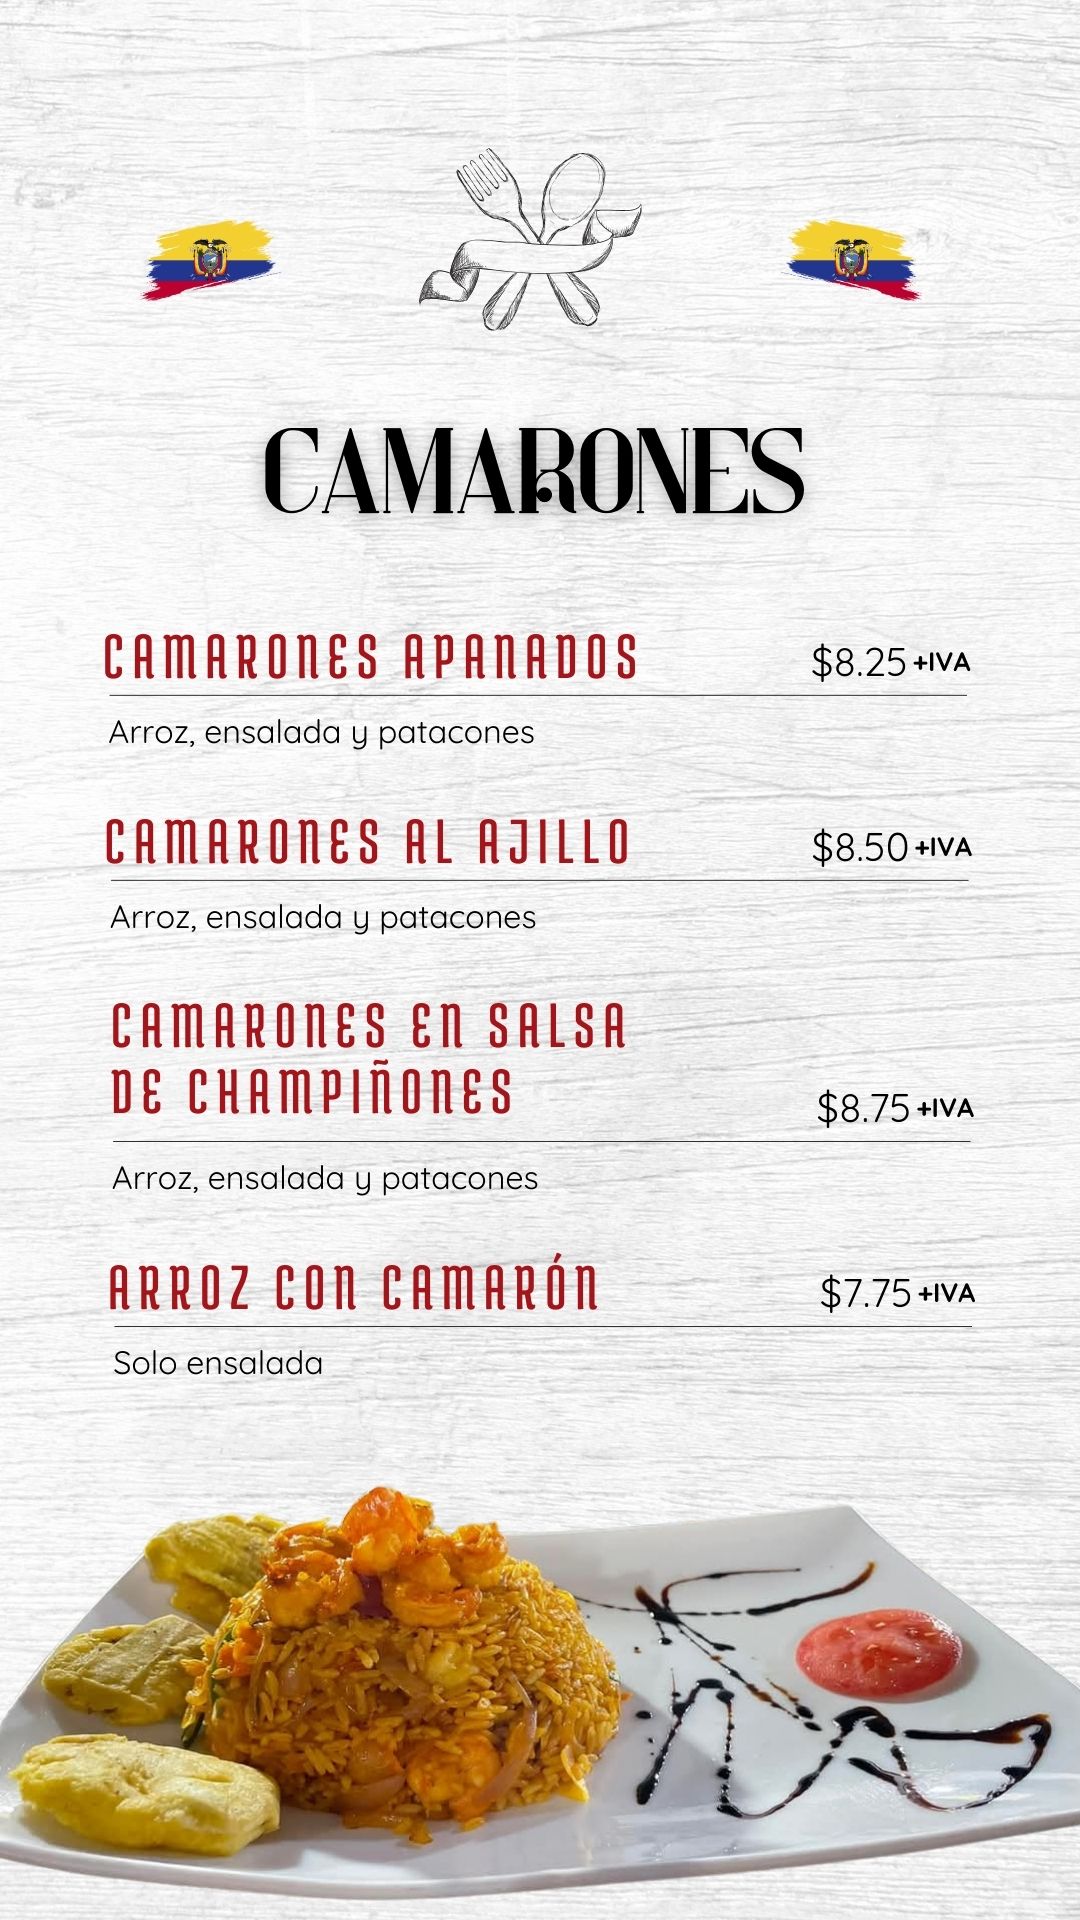 CAMARONES
CAMARONES APANADOS
$8.25 +IVA
Arroz, ensalada y patacones
CAMARONES AL AJILLO
$8.50 +IVA
Arroz, ensalada y patacones
CAMARONES EN SALSA
DE CHAMPIÑONES
$8.75 +IVA
Arroz, ensalada y patacones
ARROZ CON CAMARÓN
$7.75 +IVA
Solo ensalada